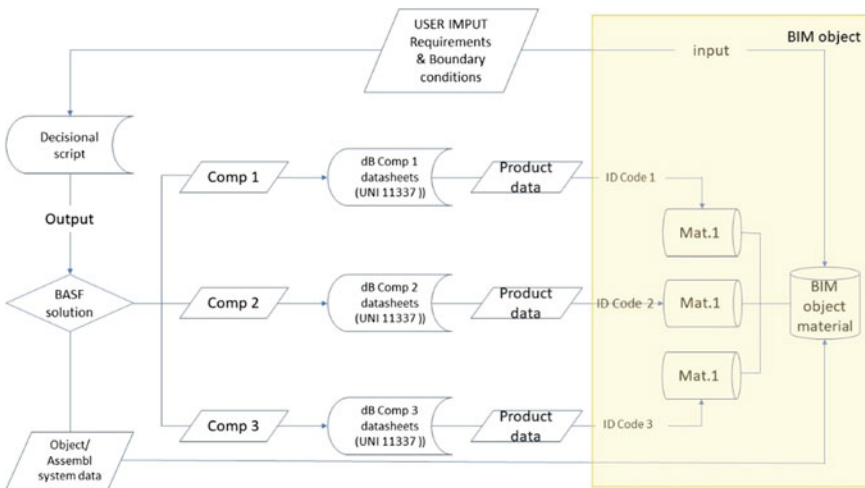 USER IMPUT
Requirements
& Boundary
conditions
BIM object
input
Decisional
script
Output
BASF
solution
Comp 1
dB Comp 1
datasheets
(UNI 11337 ))
Product
data
ID Code 1
Mat.1
Comp 2
dB Comp 2
datasheets
(UNI 11337 ))
Product
data
ID Code 2
Mat.1
BIM
object
material
Mat.1
Comp 3
dB Comp 3
datasheets
(UNI 11337 ))
Product
data
ID Code 3
Object/
Assembl
system data